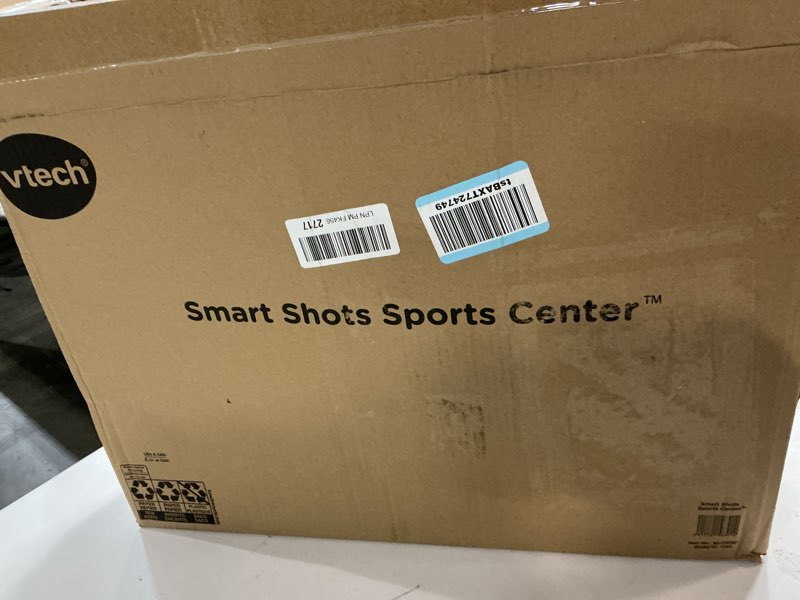 vtech®
LPN PM FK456 2717
tsBAXT724749
Smart Shots Sports Center™
Smart Shots
Sports Center™